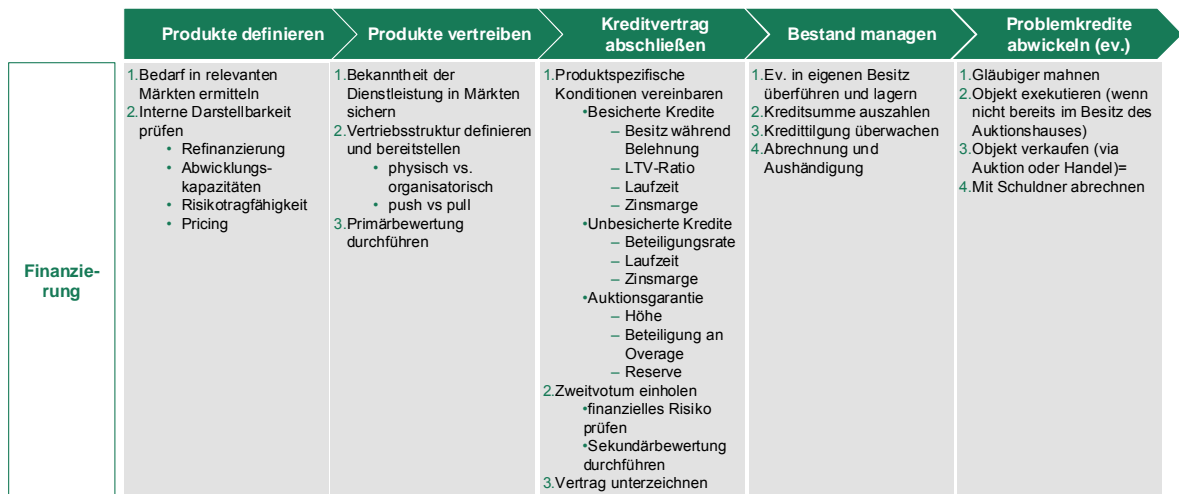 Produkte definieren
Produkte vertreiben
Kreditvertrag
abschließen
Bestand managen
Problemkredite
abwickeln (ev.)
Finanzie-
rung
1.Bedarf in relevanten
Märkten ermitteln
2.Interne Darstellbarkeit
prüfen
• Refinanzierung
• Abwicklungs-
kapazitäten
• Risikotragfähigkeit
• Pricing
1.Bekanntheit der
Dienstleistung in Märkten
sichern
2.Vertriebsstruktur definieren
und bereitstellen
• physisch vs.
organisatorisch
• push vs pull
3.Primärbewertung
durchführen
1.Produktspezifische
Konditionen vereinbaren
•Besicherte Kredite
– Besitz während
Belehnung
– LTV-Ratio
– Laufzeit
– Zinsmarge
•Unbesicherte Kredite
– Beteiligungsrate
– Laufzeit
– Zinsmarge
•Auktionsgarantie
– Höhe
– Beteiligung an
Overage
– Reserve
2.Zweitvotum einholen
•finanzielles Risiko
prüfen
•Sekundärbewertung
durchführen
3.Vertrag unterzeichnen
1.Ev. in eigenen Besitz
überführen und lagern
2.Kreditsumme auszahlen
3.Kredittilgung überwachen
4.Abrechnung und
Aushändigung
1.Gläubiger mahnen
2.Objekt exekutieren (wenn
nicht bereits im Besitz des
Auktionshauses)
3.Objekt verkaufen (via
Auktion oder Handel)=
4.Mit Schuldner abrechnen